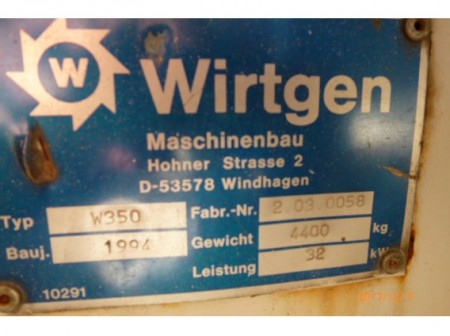 W Wirtgen
Maschinenbau
Hohner Strasse 2
D-53578 Windhagen
Typ W350 Fabr.-Nr. 2.03.0058
Bauj. 1994 Gewicht 4400 kg
Leistung 32 kW
10291